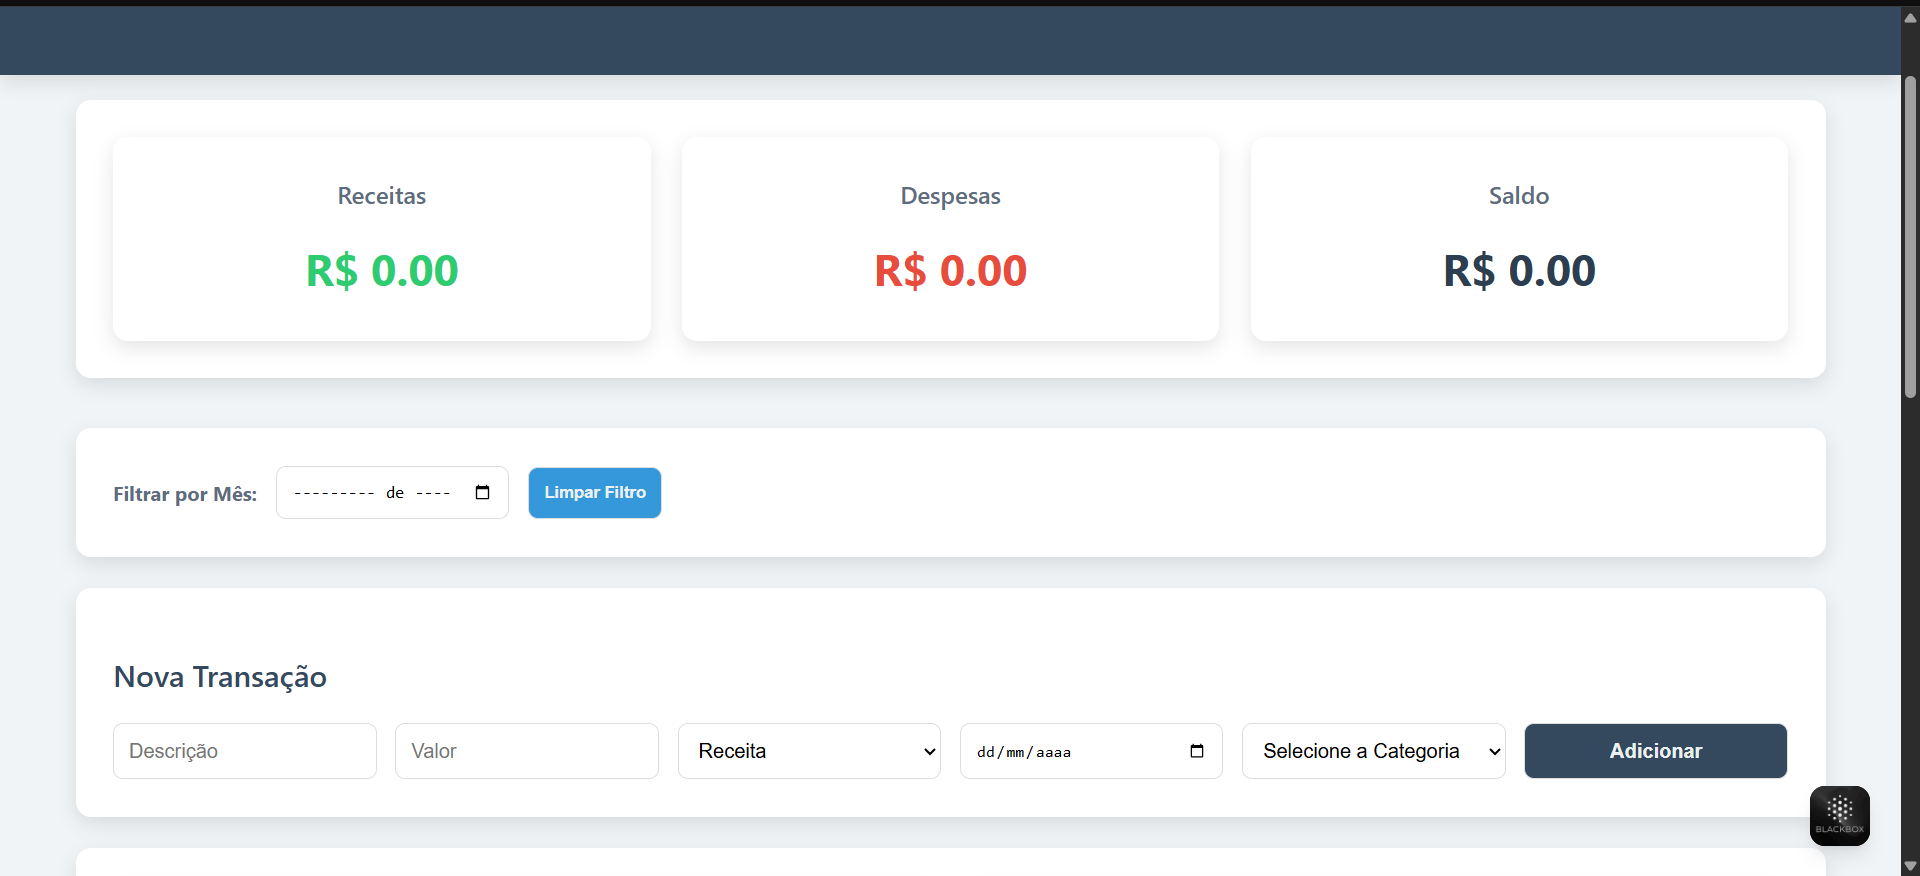 Receitas
R$ 0.00
Despesas
R$ 0.00
Saldo
R$ 0.00
Filtrar por Mês:
--------- de ----
Limpar Filtro
Nova Transação
Descrição
Valor
Receita
dd/mm/aaaa
Selecione a Categoria
Adicionar
BLACKBOX